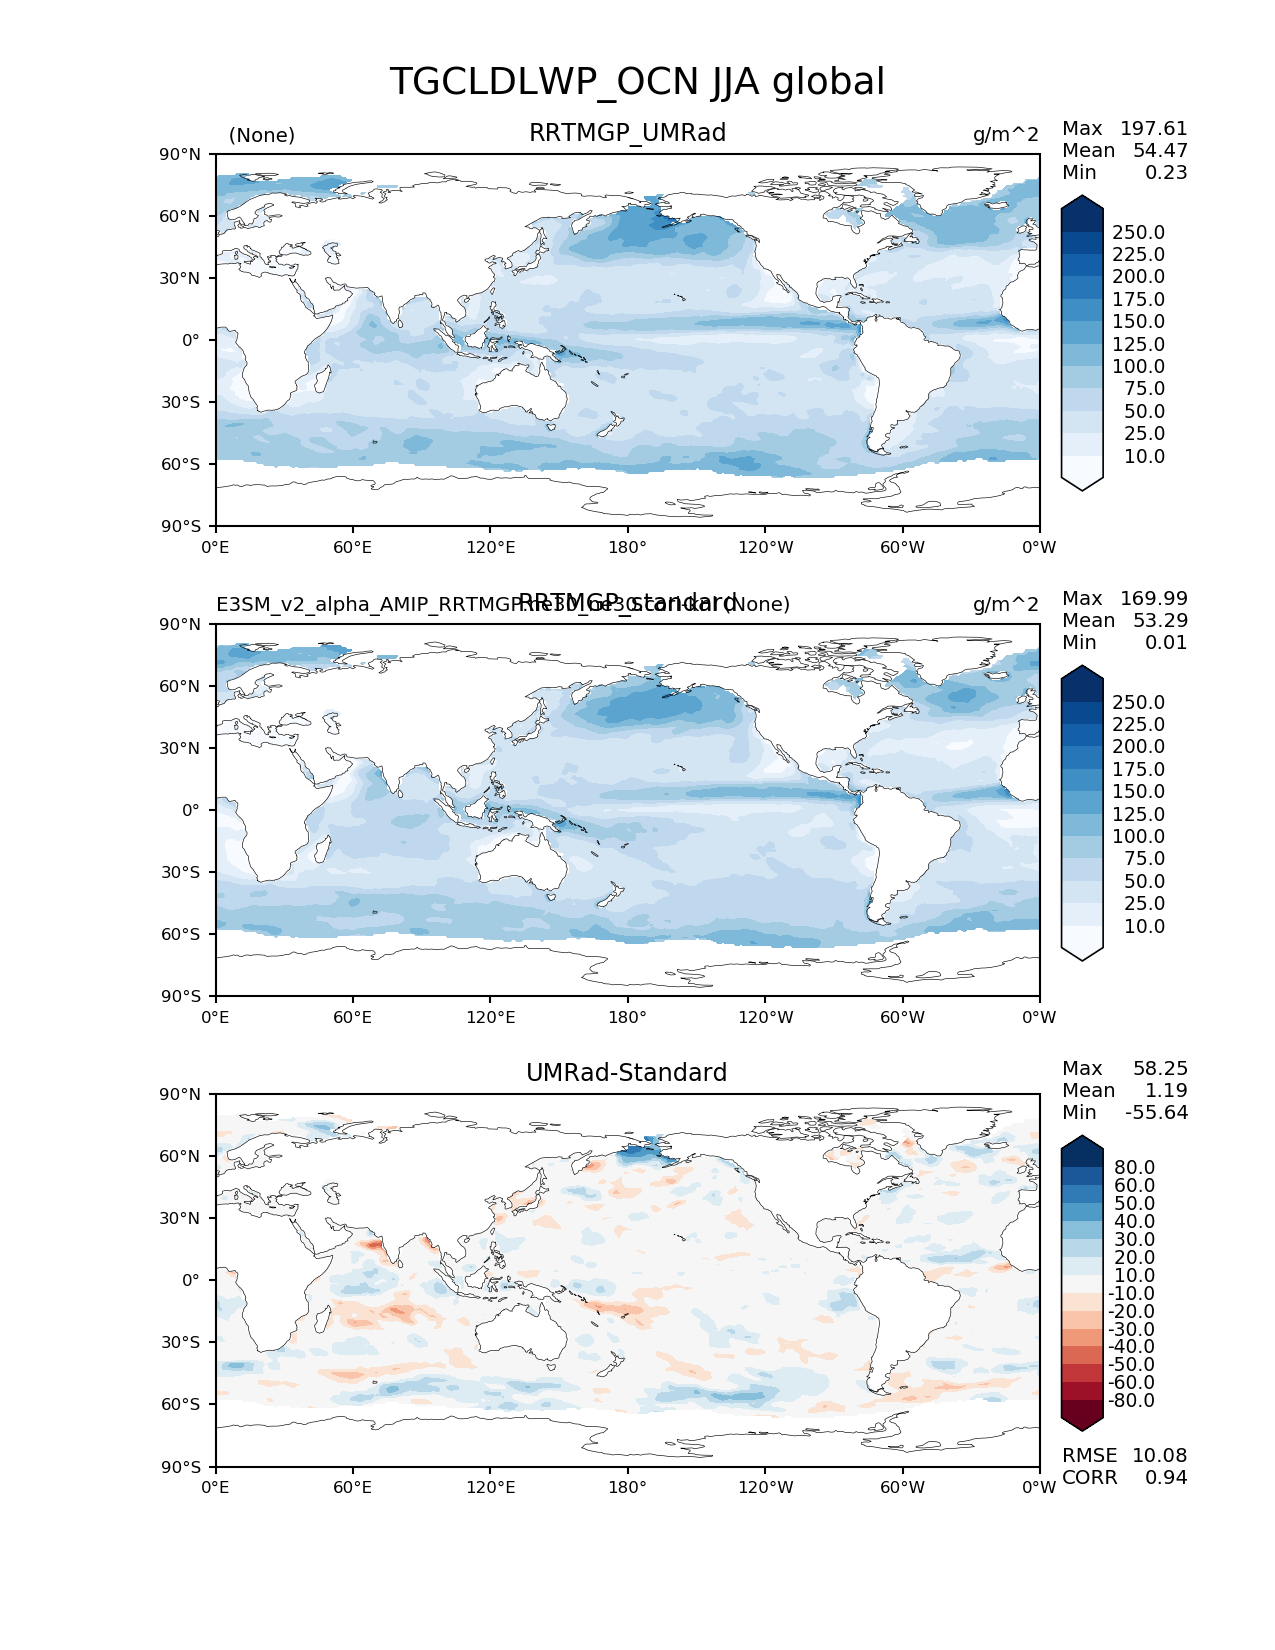 TGCLDLWP_OCN JJA global
(None) RRTMGP_UMRad g/m^2
Max 197.61
Mean 54.47
Min 0.23
90°N
60°N
30°N
0°
30°S
60°S
90°S
0°E 60°E 120°E 180° 120°W 60°W 0°W
250.0
225.0
200.0
175.0
150.0
125.0
100.0
75.0
50.0
25.0
10.0
E3SM_v2_alpha_AMIP_RRTMGP (None) RRTMGP_standard g/m^2
Max 169.99
Mean 53.29
Min 0.01
90°N
60°N
30°N
0°
30°S
60°S
90°S
0°E 60°E 120°E 180° 120°W 60°W 0°W
250.0
225.0
200.0
175.0
150.0
125.0
100.0
75.0
50.0
25.0
10.0
UMRad-Standard
Max 58.25
Mean 1.19
Min -55.64
90°N
60°N
30°N
0°
30°S
60°S
90°S
0°E 60°E 120°E 180° 120°W 60°W 0°W
80.0
60.0
50.0
40.0
30.0
20.0
10.0
-10.0
-20.0
-30.0
-40.0
-50.0
-60.0
-80.0
RMSE 10.08
CORR 0.94